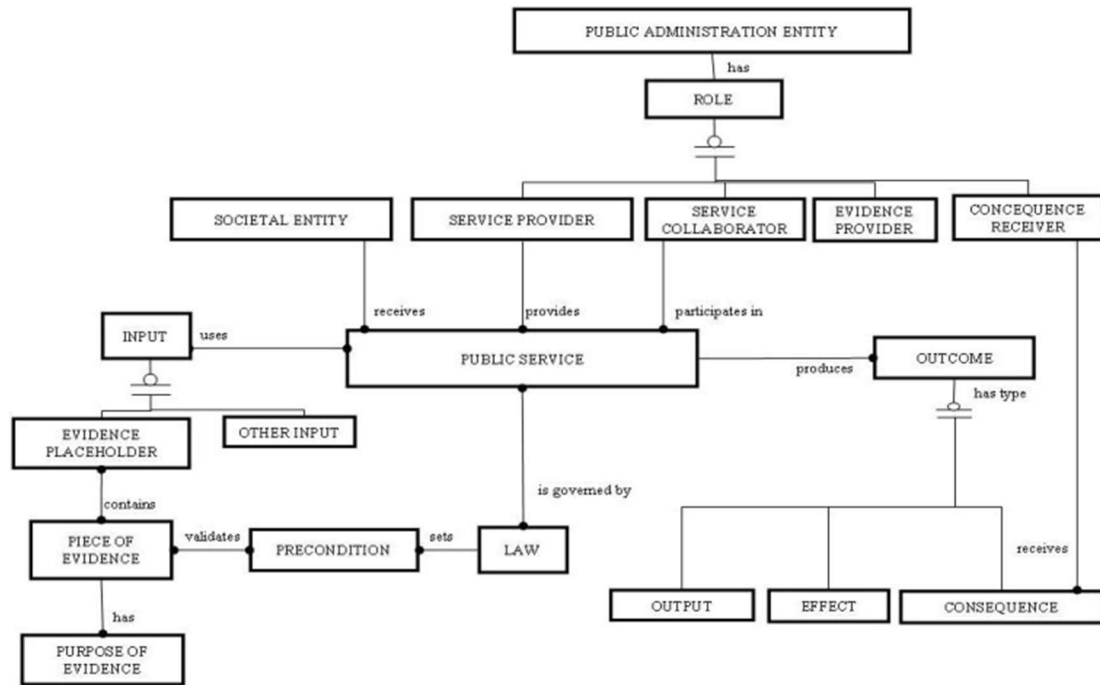 PUBLIC ADMINISTRATION ENTITY
has
ROLE
SOCIETAL ENTITY
SERVICE PROVIDER
SERVICE
COLLABORATOR
EVIDENCE
PROVIDER
CONCEQUENCE
RECEIVER
receives
provides
participates in
INPUT
uses
PUBLIC SERVICE
produces
OUTCOME
has type
EVIDENCE
PLACEHOLDER
OTHER INPUT
contains
is governed by
PIECE OF
EVIDENCE
validates
PRECONDITION
sets
LAW
receives
has
OUTPUT
EFFECT
CONSEQUENCE
PURPOSE OF
EVIDENCE